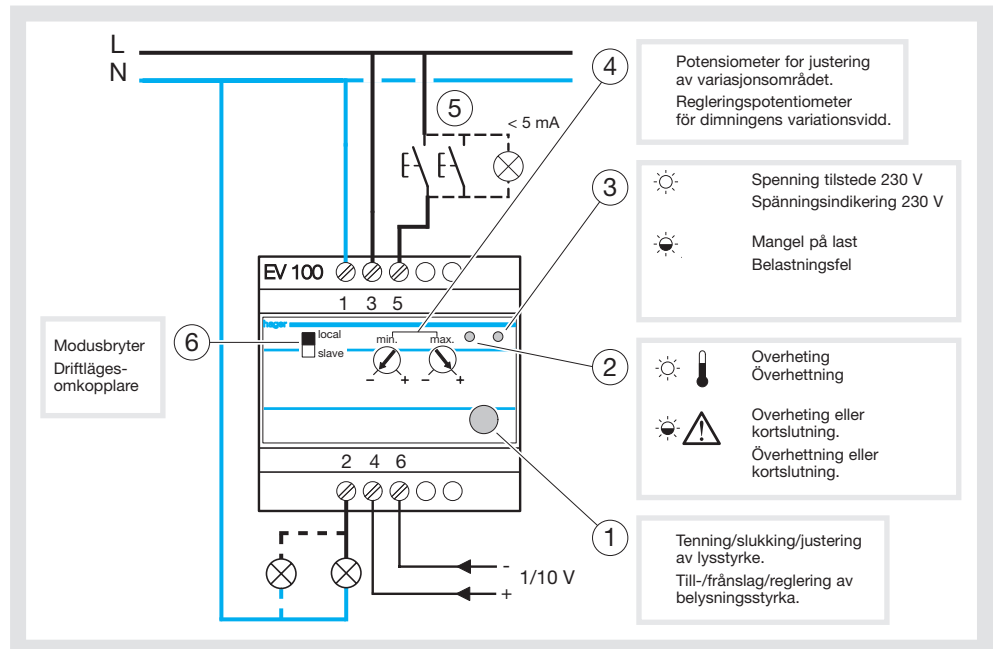 L
N
4
Potensiometer for justering
av variasjonsområdet.
Regleringspotentiometer
för dimningens variationsvidd.
5
< 5 mA
3
Spenning tilstede 230 V
Spänningsindikering 230 V
Mangel på last
Belastningsfel
EV 100
1 3 5
hager
local
slave
min. max.
- + - +
6
Modusbryter
Driftläges-
omkopplare
2
Overheting
Överhettning
Overheting eller
kortslutning.
Överhettning eller
kortslutning.
2 4 6
1
Tenning/slukking/justering
av lysstyrke.
Till-/frånslag/reglering av
belysningsstyrka.
-
1/10 V
+